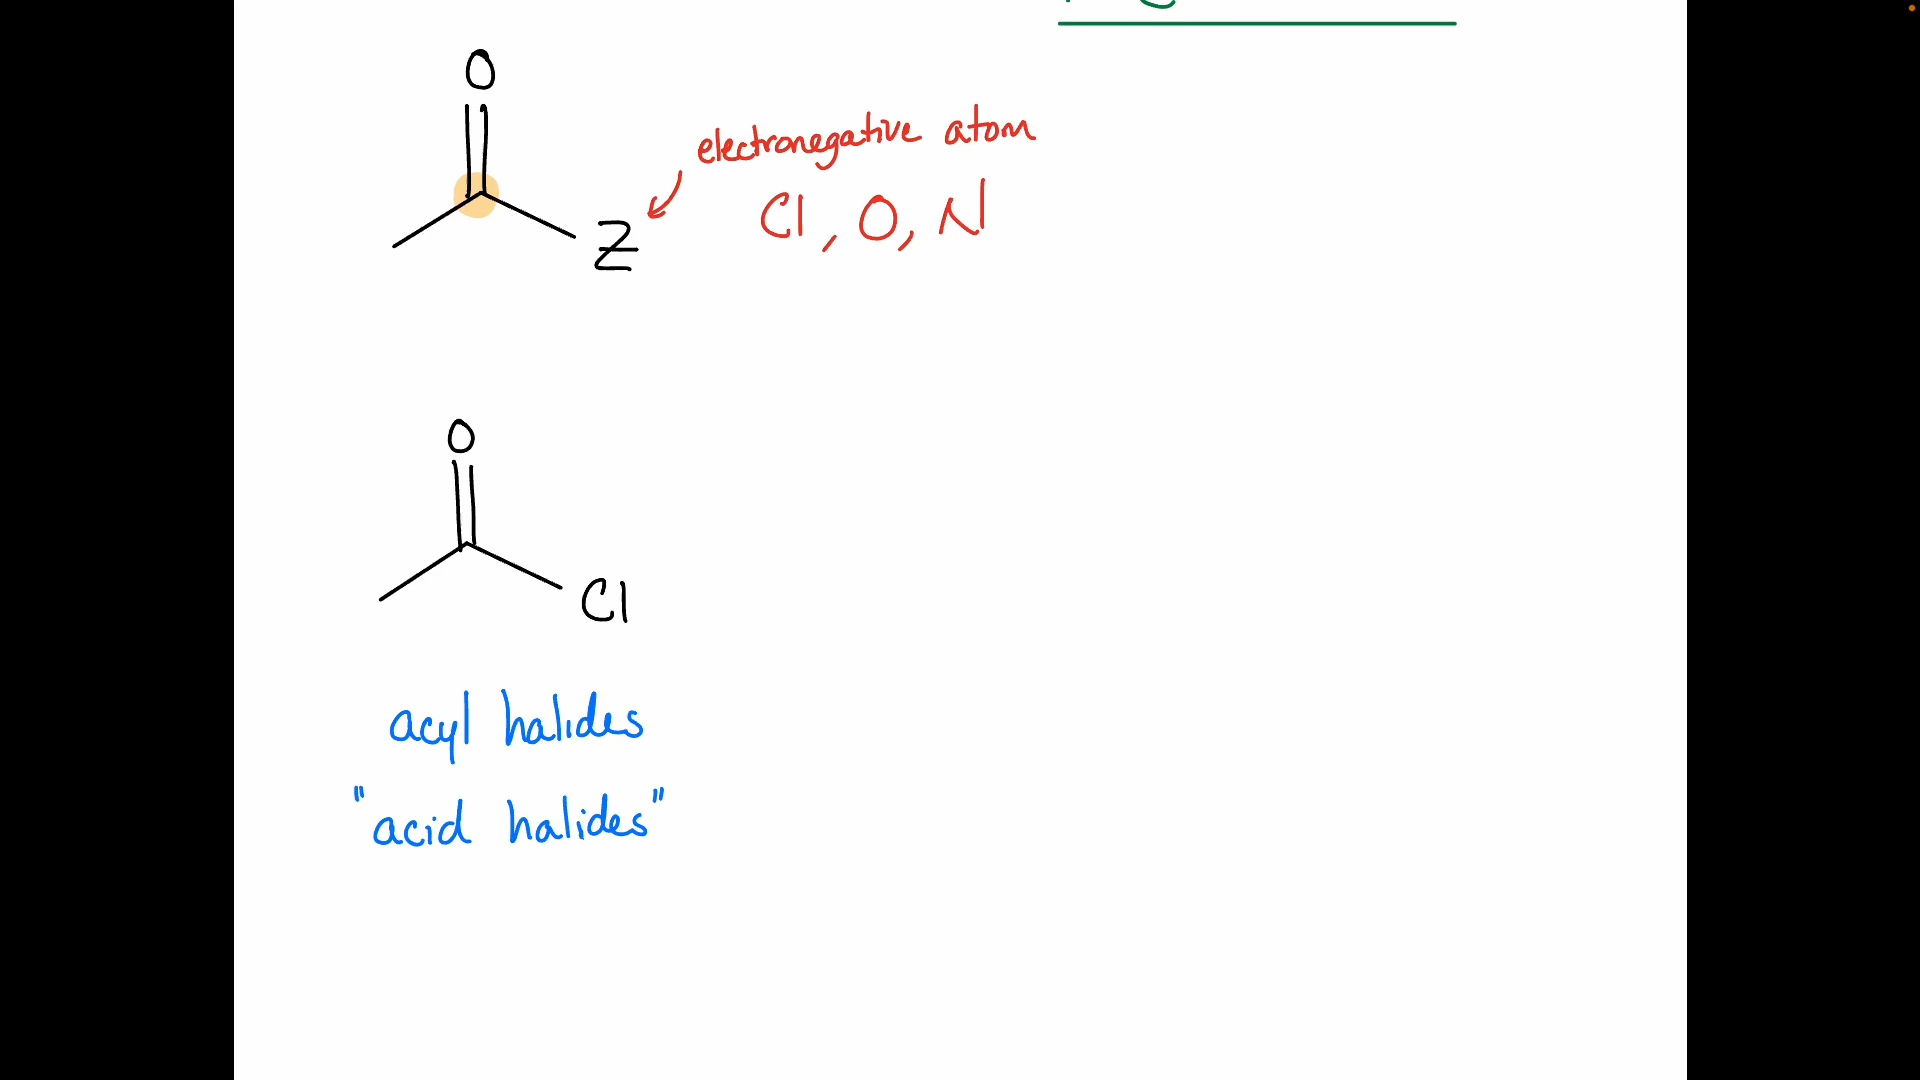 O
electronegative atom
Cl, O, N
Z
O
Cl
acyl halides
"acid halides"